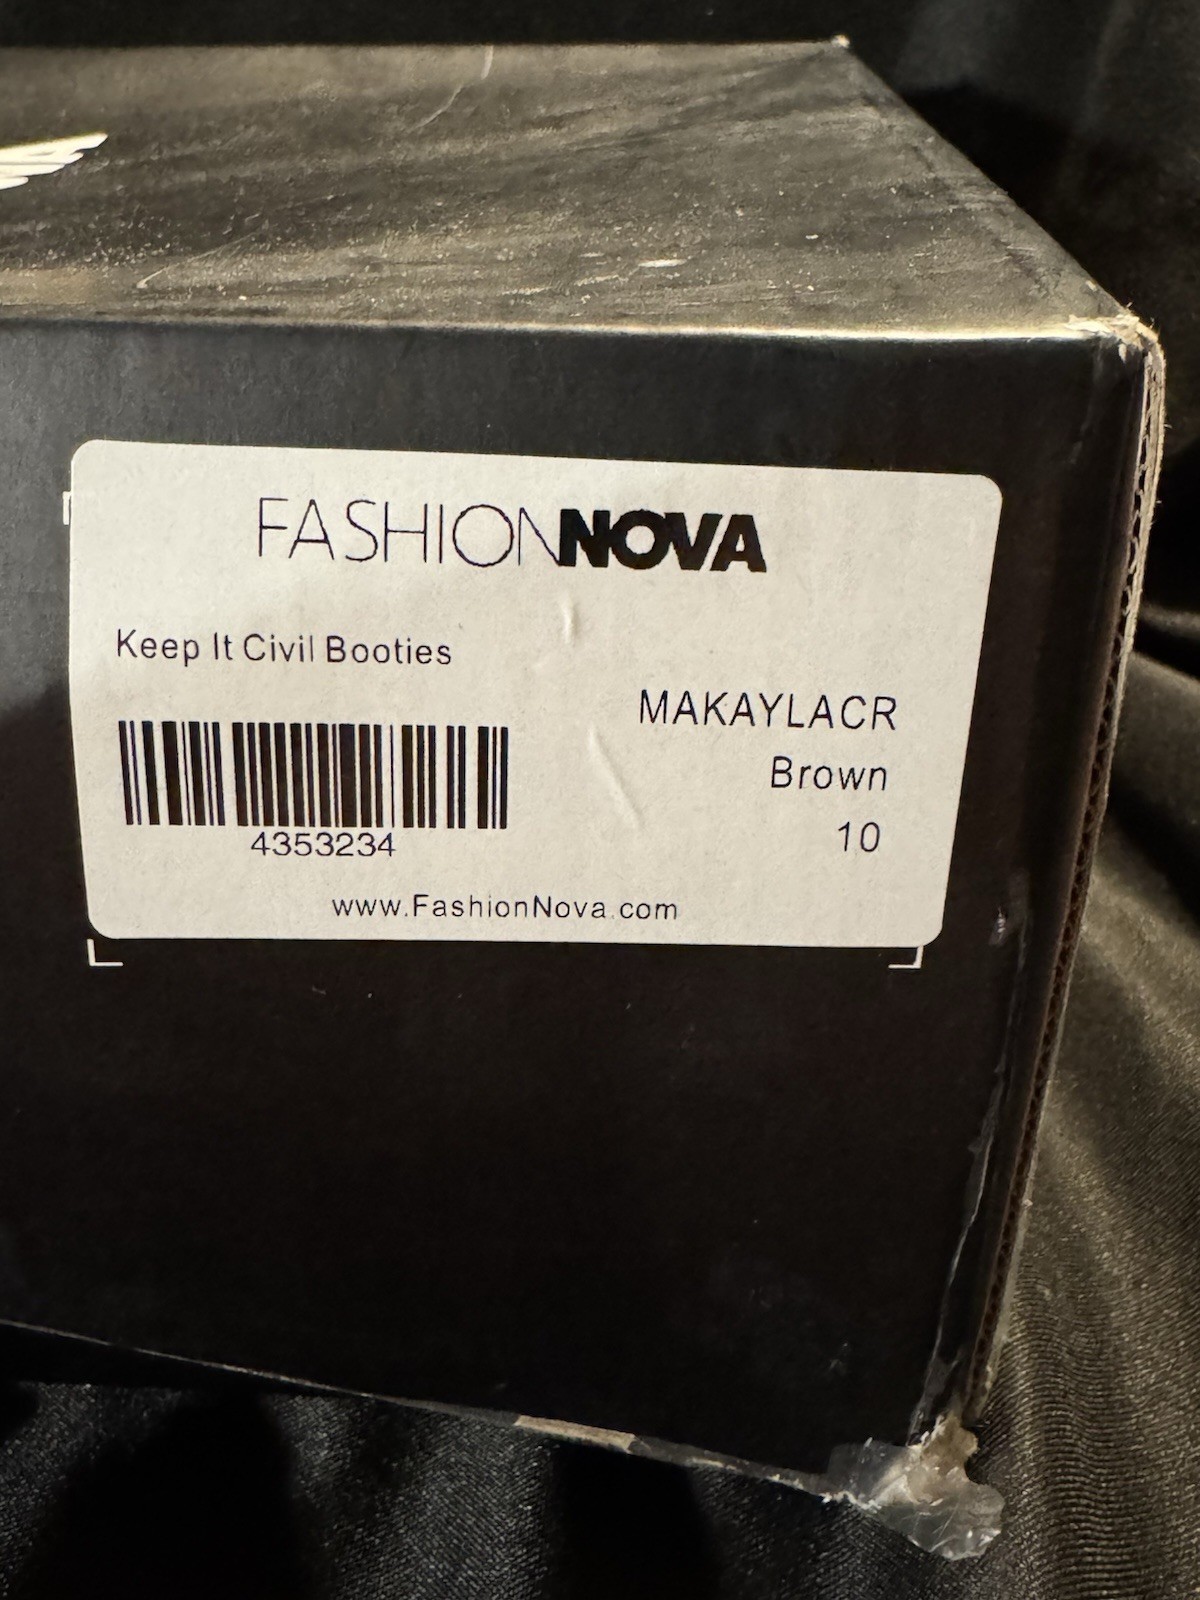 FASHIONNOVA
Keep It Civil Booties
MAKAYLACR
Brown
10
4353234
www.FashionNova.com